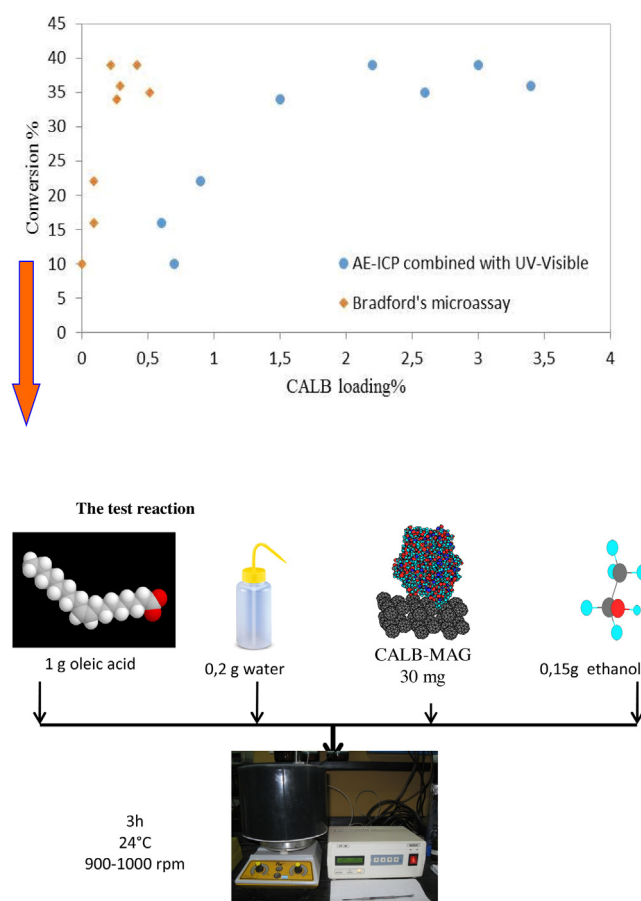 45
40
35
30
25
20
15
10
5
0
Conversion %
AE-ICP combined with UV-Visible
Bradford's microassay
0 0,5 1 1,5 2 2,5 3 3,5 4
CALB loading%
The test reaction
1 g oleic acid
0,2 g water
CALB-MAG
30 mg
0,15g ethanol
3h
24°C
900-1000 rpm